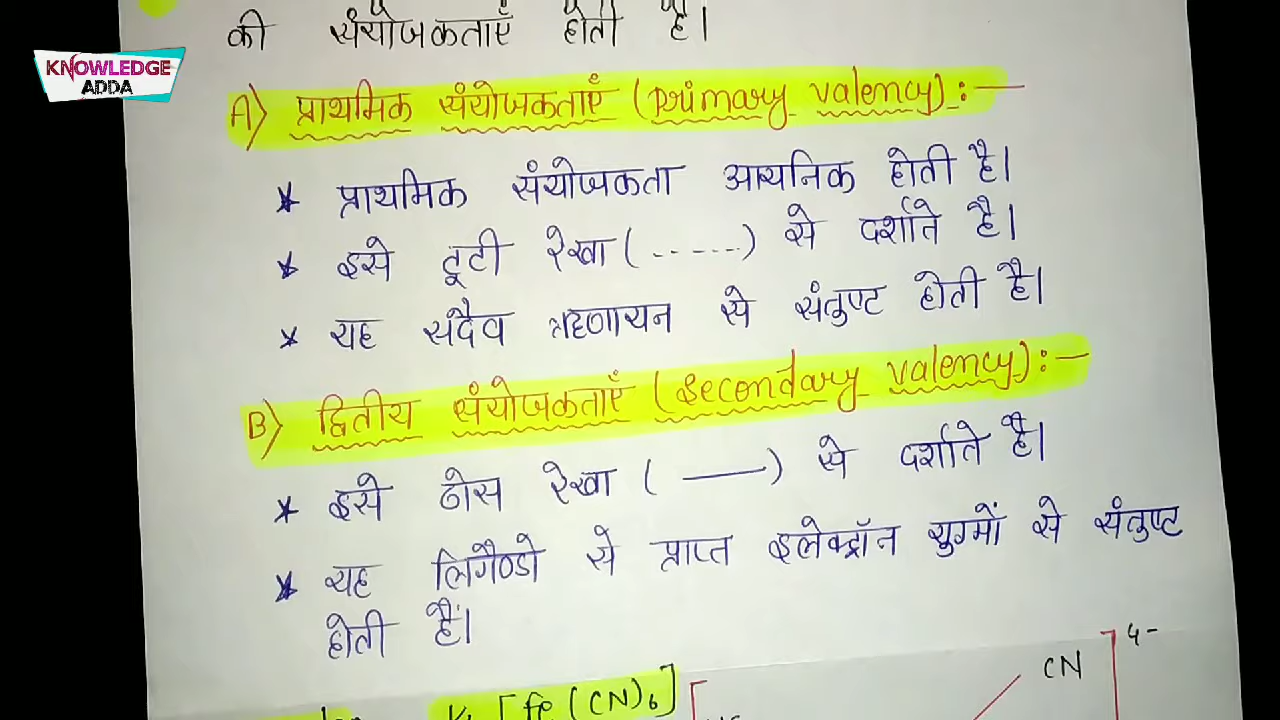 की संयोजकताएँ होती है।
KNOWLEDGE
ADDA
A) प्राथमिक संयोजकताएँ (Primary valency):—
* प्राथमिक संयोजकता आयनिक होती है।
* इसे टूटी रेखा (......) से दर्शाते है।
* यह सदैव ऋणायन से संतुष्ट होती है।
B) द्वितीय संयोजकताएँ (Secondary valency):—
* इसे ठोस रेखा (——) से दर्शाते है।
* यह लिगैण्डो से प्राप्त इलेक्ट्रॉन युग्मों से संतुष्ट
होती हैं।
CN 4-
[Fe(CN)6]